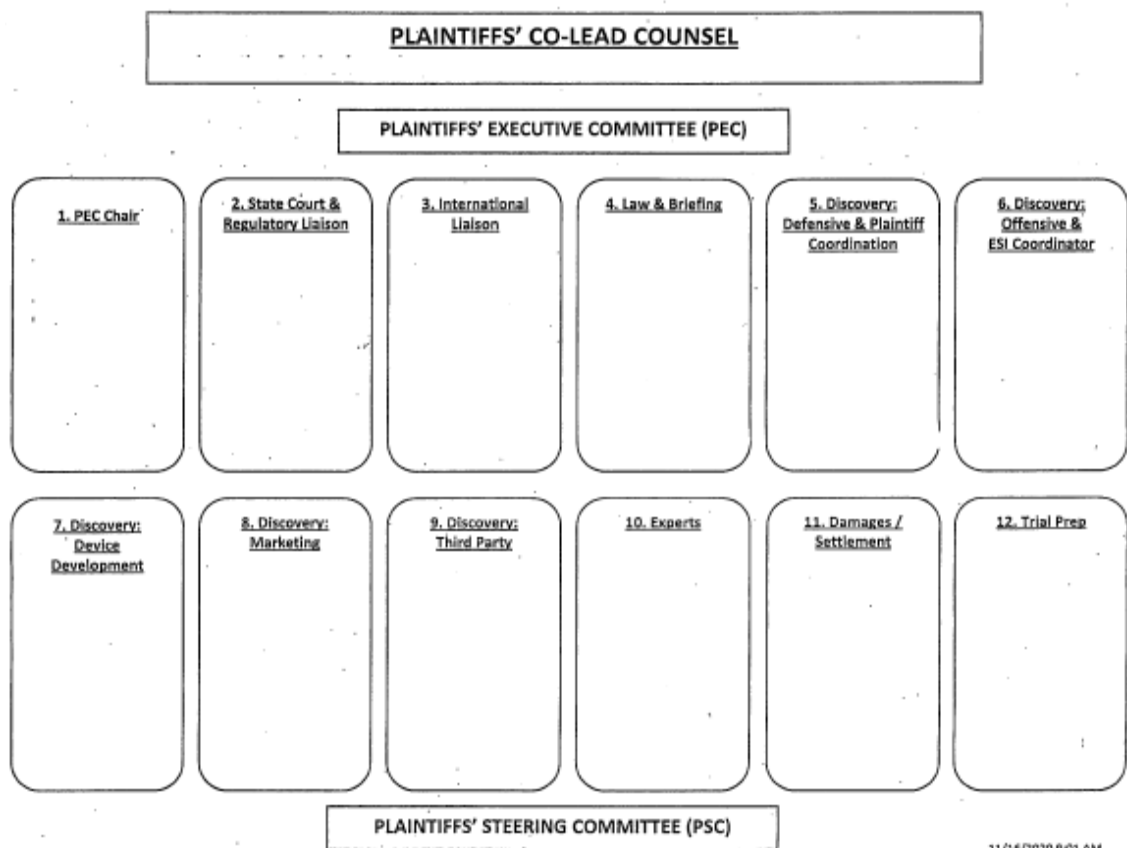 PLAINTIFFS' CO-LEAD COUNSEL
PLAINTIFFS' EXECUTIVE COMMITTEE (PEC)
1. PEC Chair
2. State Court &
Regulatory Liaison
3. International
Liaison
4. Law & Briefing
5. Discovery:
Defensive & Plaintiff
Coordination
6. Discovery:
Offensive &
ESI Coordinator
7. Discovery:
Device
Development
8. Discovery:
Marketing
9. Discovery:
Third Party
10. Experts
11. Damages /
Settlement
12. Trial Prep
PLAINTIFFS' STEERING COMMITTEE (PSC)